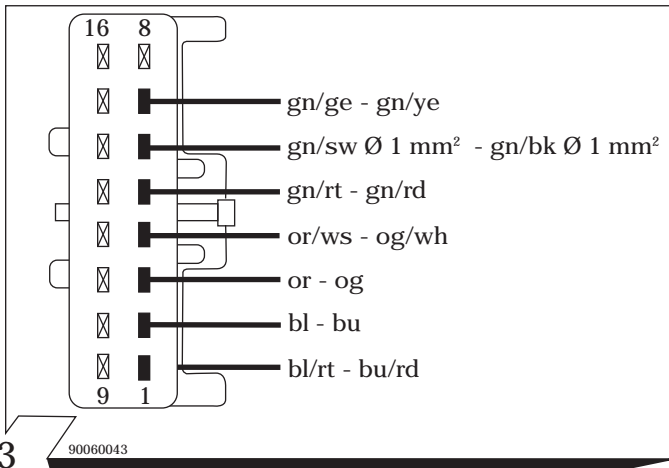 16 8
gn/ge - gn/ye
gn/sw Ø 1 mm² - gn/bk Ø 1 mm²
gn/rt - gn/rd
or/ws - og/wh
or - og
bl - bu
bl/rt - bu/rd
9 1
3
90060043